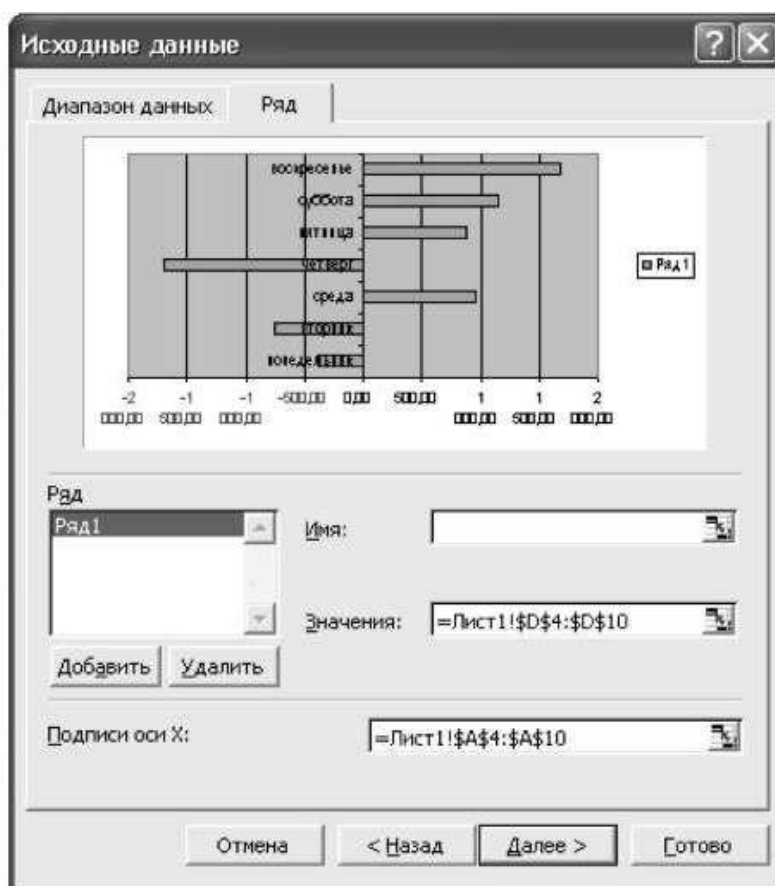 Исходные данные
Диапазон данных Ряд
воскресенье
суббота
пятница
четверг
среда
вторник
понедельник
Ряд1
-2 000,00 -1 500,00 -1 000,00 -500,00 0,00 500,00 1 000,00 1 500,00 2 000,00
Ряд
Ряд1
Имя:
Значения: =Лист1!$D$4:$D$10
Добавить Удалить
Подписи оси X: =Лист1!$A$4:$A$10
Отмена < Назад Далее > Готово